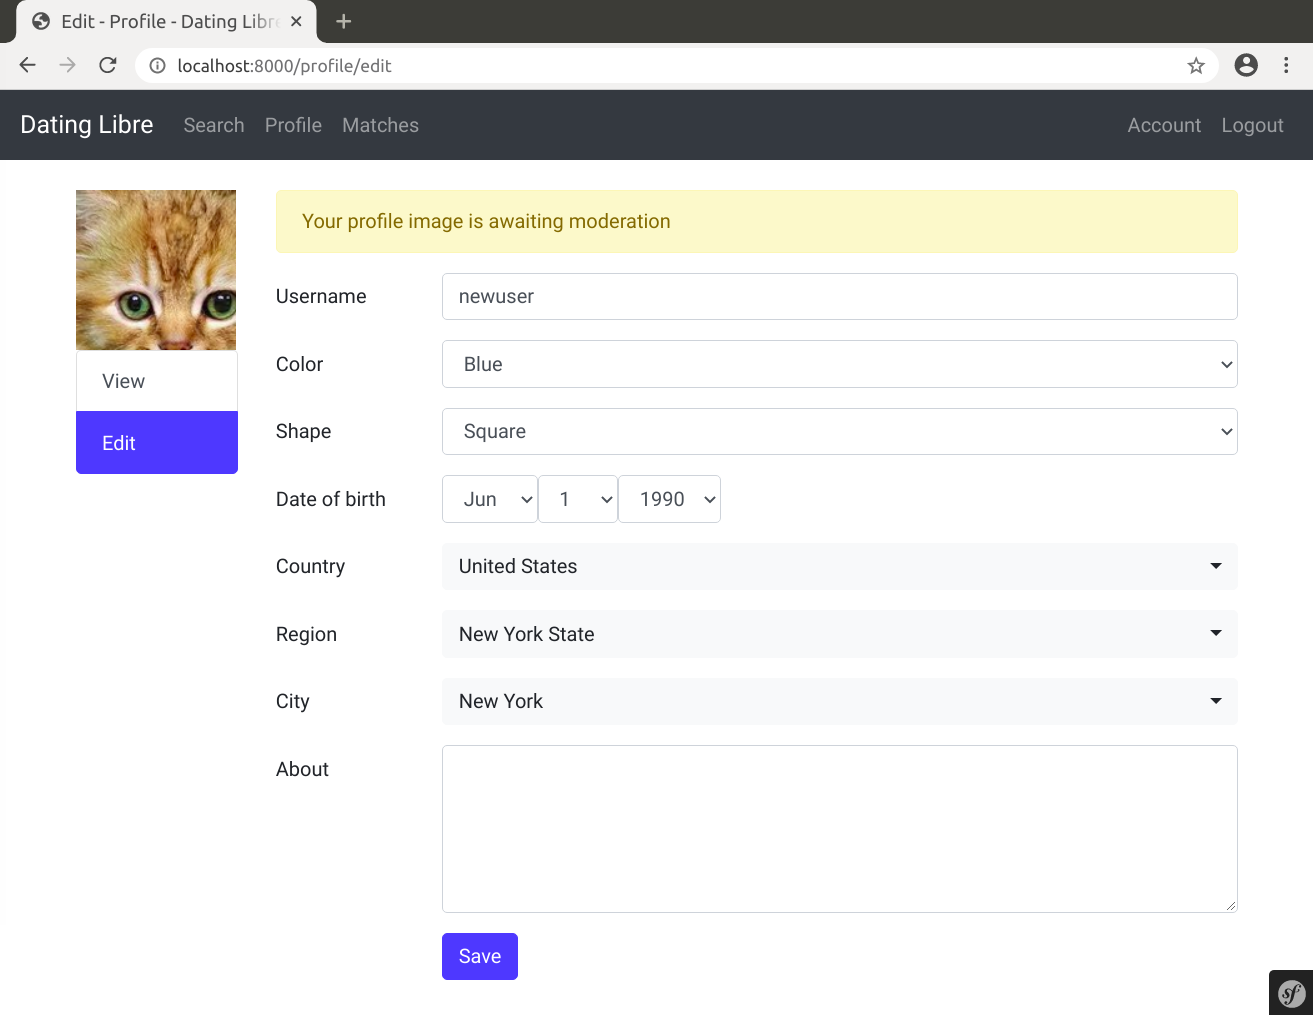 Edit - Profile - Dating Libre
localhost:8000/profile/edit
Dating Libre Search Profile Matches Account Logout
Your profile image is awaiting moderation
View
Edit
Username newuser
Color Blue
Shape Square
Date of birth Jun 1 1990
Country United States
Region New York State
City New York
About
Save
sf